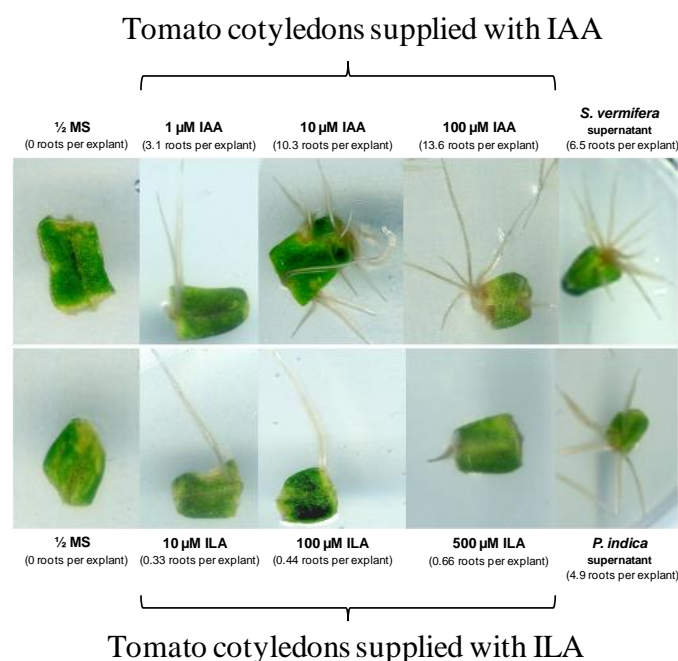 Tomato cotyledons supplied with IAA
½ MS
(0 roots per explant)
1 µM IAA
(3.1 roots per explant)
10 µM IAA
(10.3 roots per explant)
100 µM IAA
(13.6 roots per explant)
S. vermifera
supernatant
(6.5 roots per explant)
½ MS
(0 roots per explant)
10 µM ILA
(0.33 roots per explant)
100 µM ILA
(0.44 roots per explant)
500 µM ILA
(0.66 roots per explant)
P. indica
supernatant
(4.9 roots per explant)
Tomato cotyledons supplied with ILA